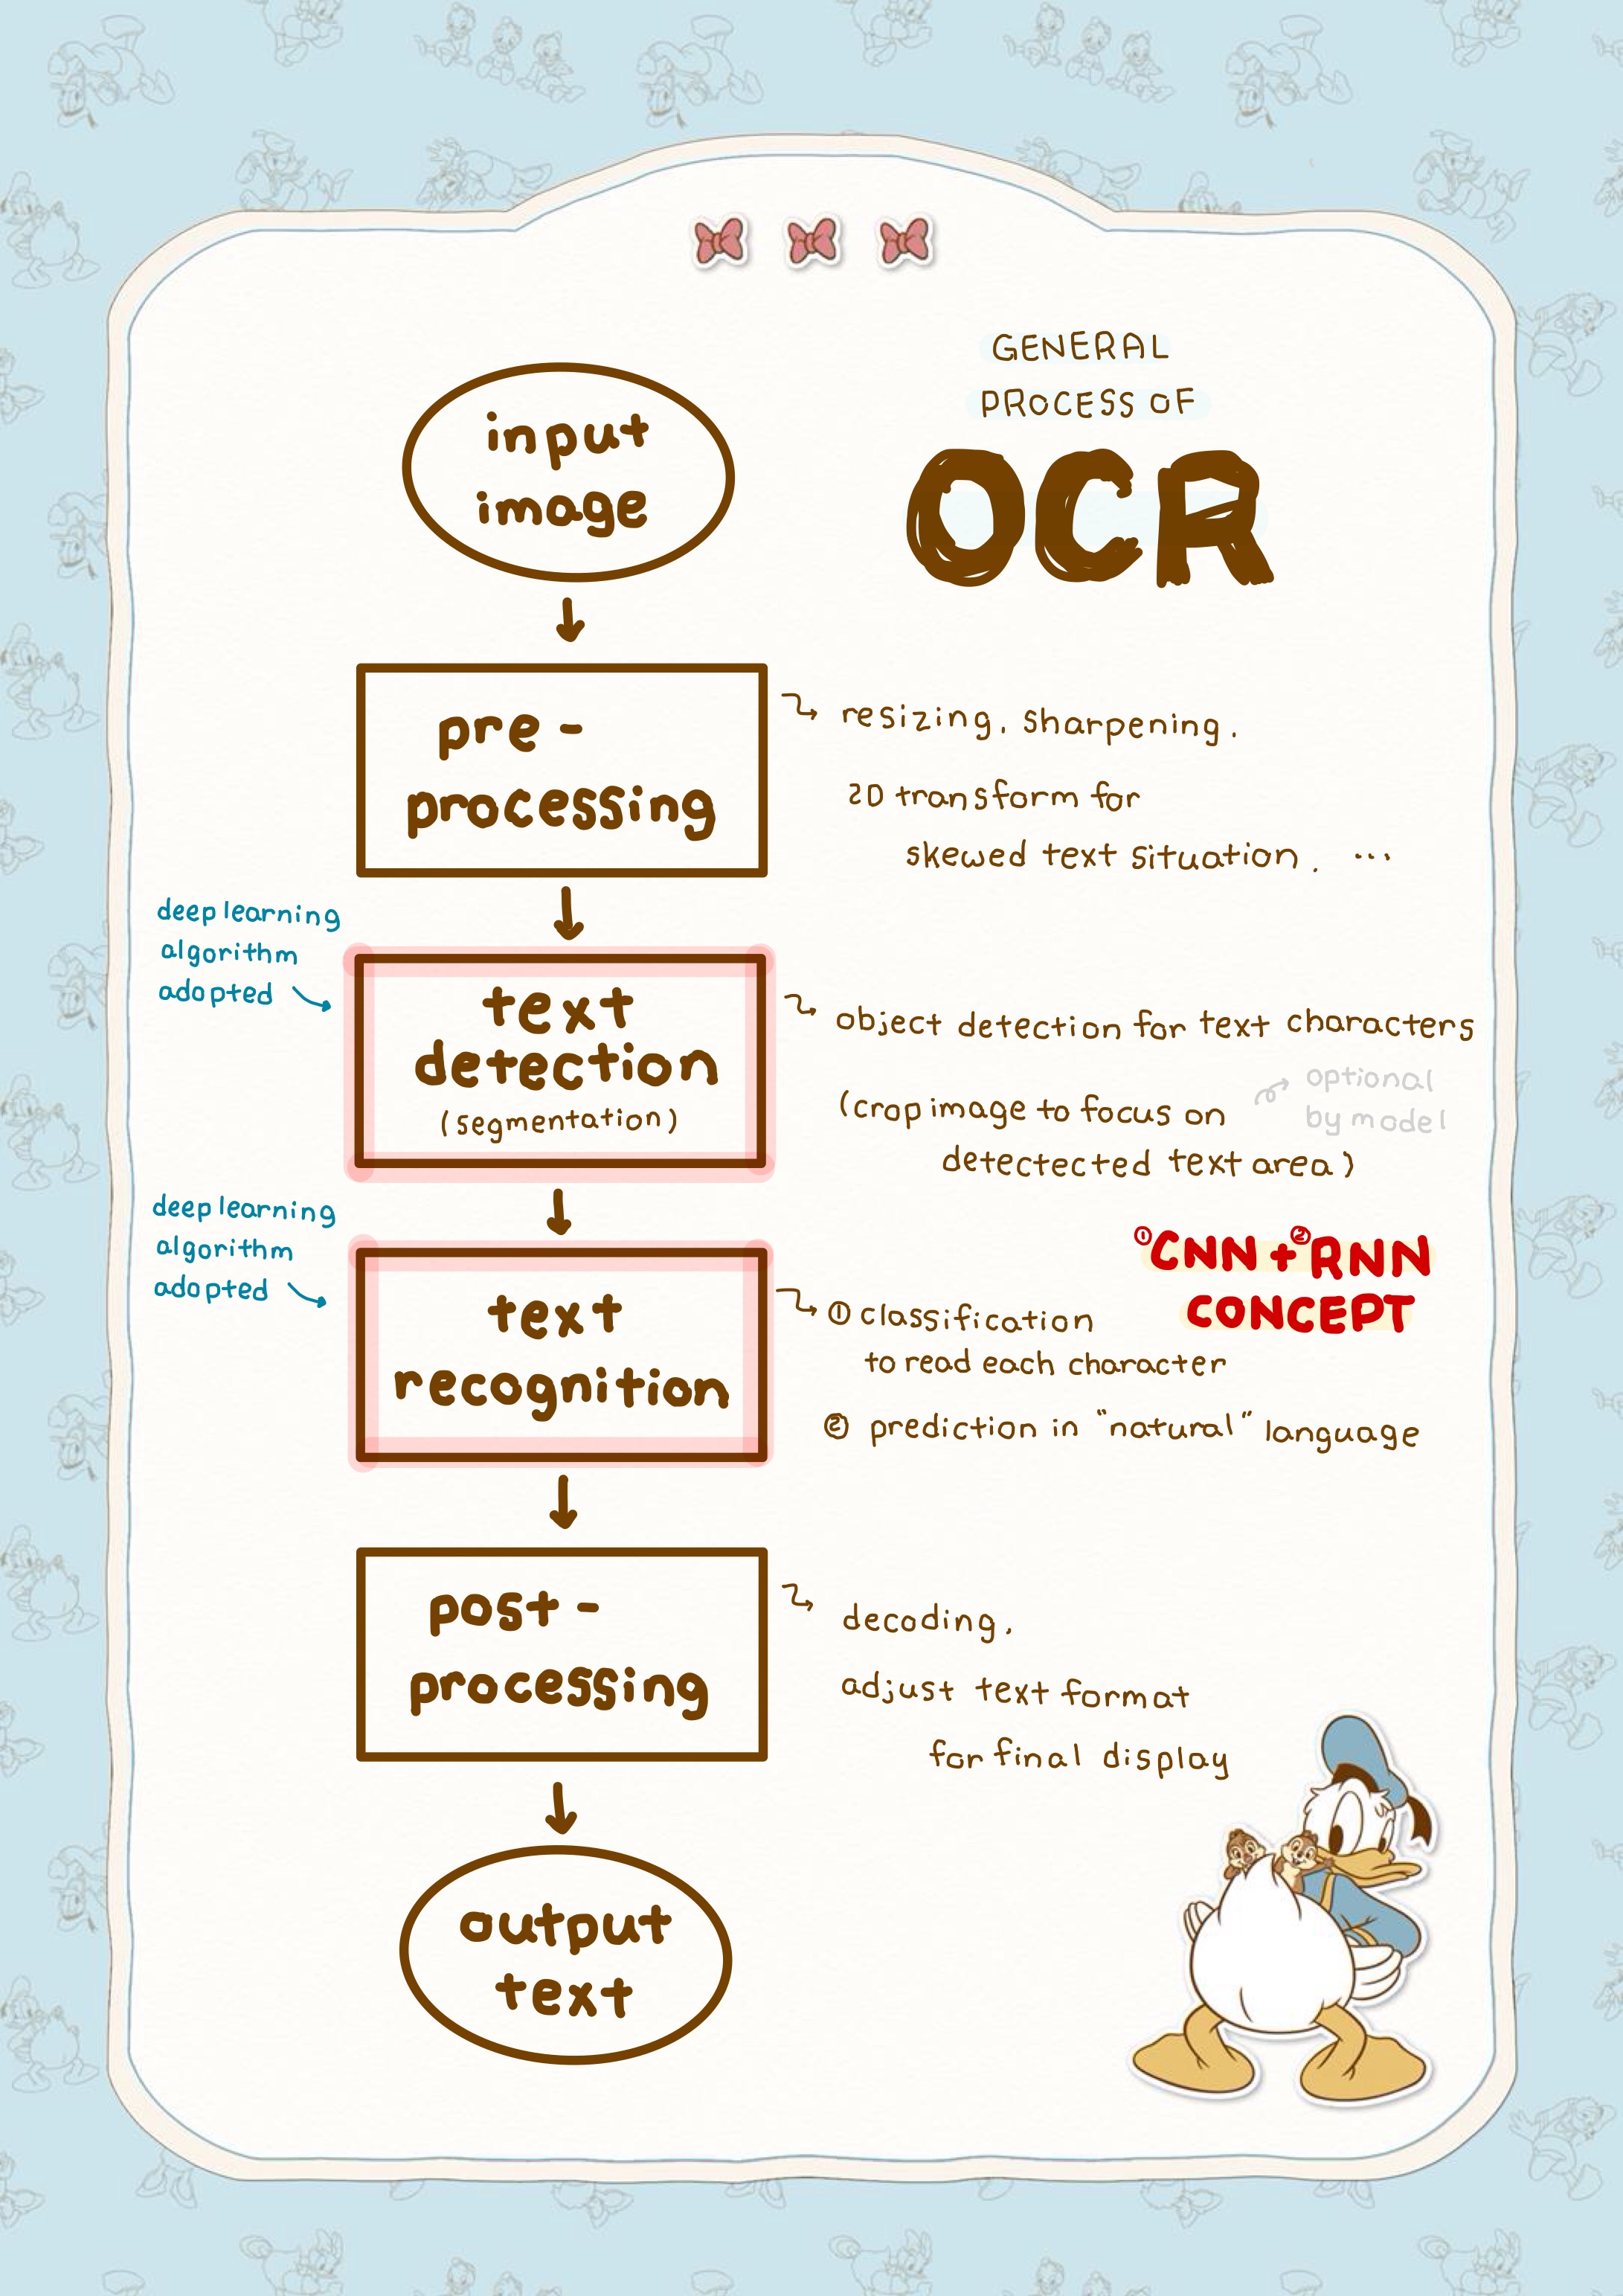 GENERAL
PROCESS OF
OCR
input
image
pre-
processing
resizing, sharpening,
2D transform for
skewed text situation, ...
deep learning
algorithm
adopted
text
detection
(segmentation)
object detection for text characters
(crop image to focus on
detectected text area)
optional
by model
deep learning
algorithm
adopted
text
recognition
①CNN+②RNN
CONCEPT
① classification
to read each character
② prediction in "natural" language
post-
processing
decoding,
adjust text format
for final display
output
text